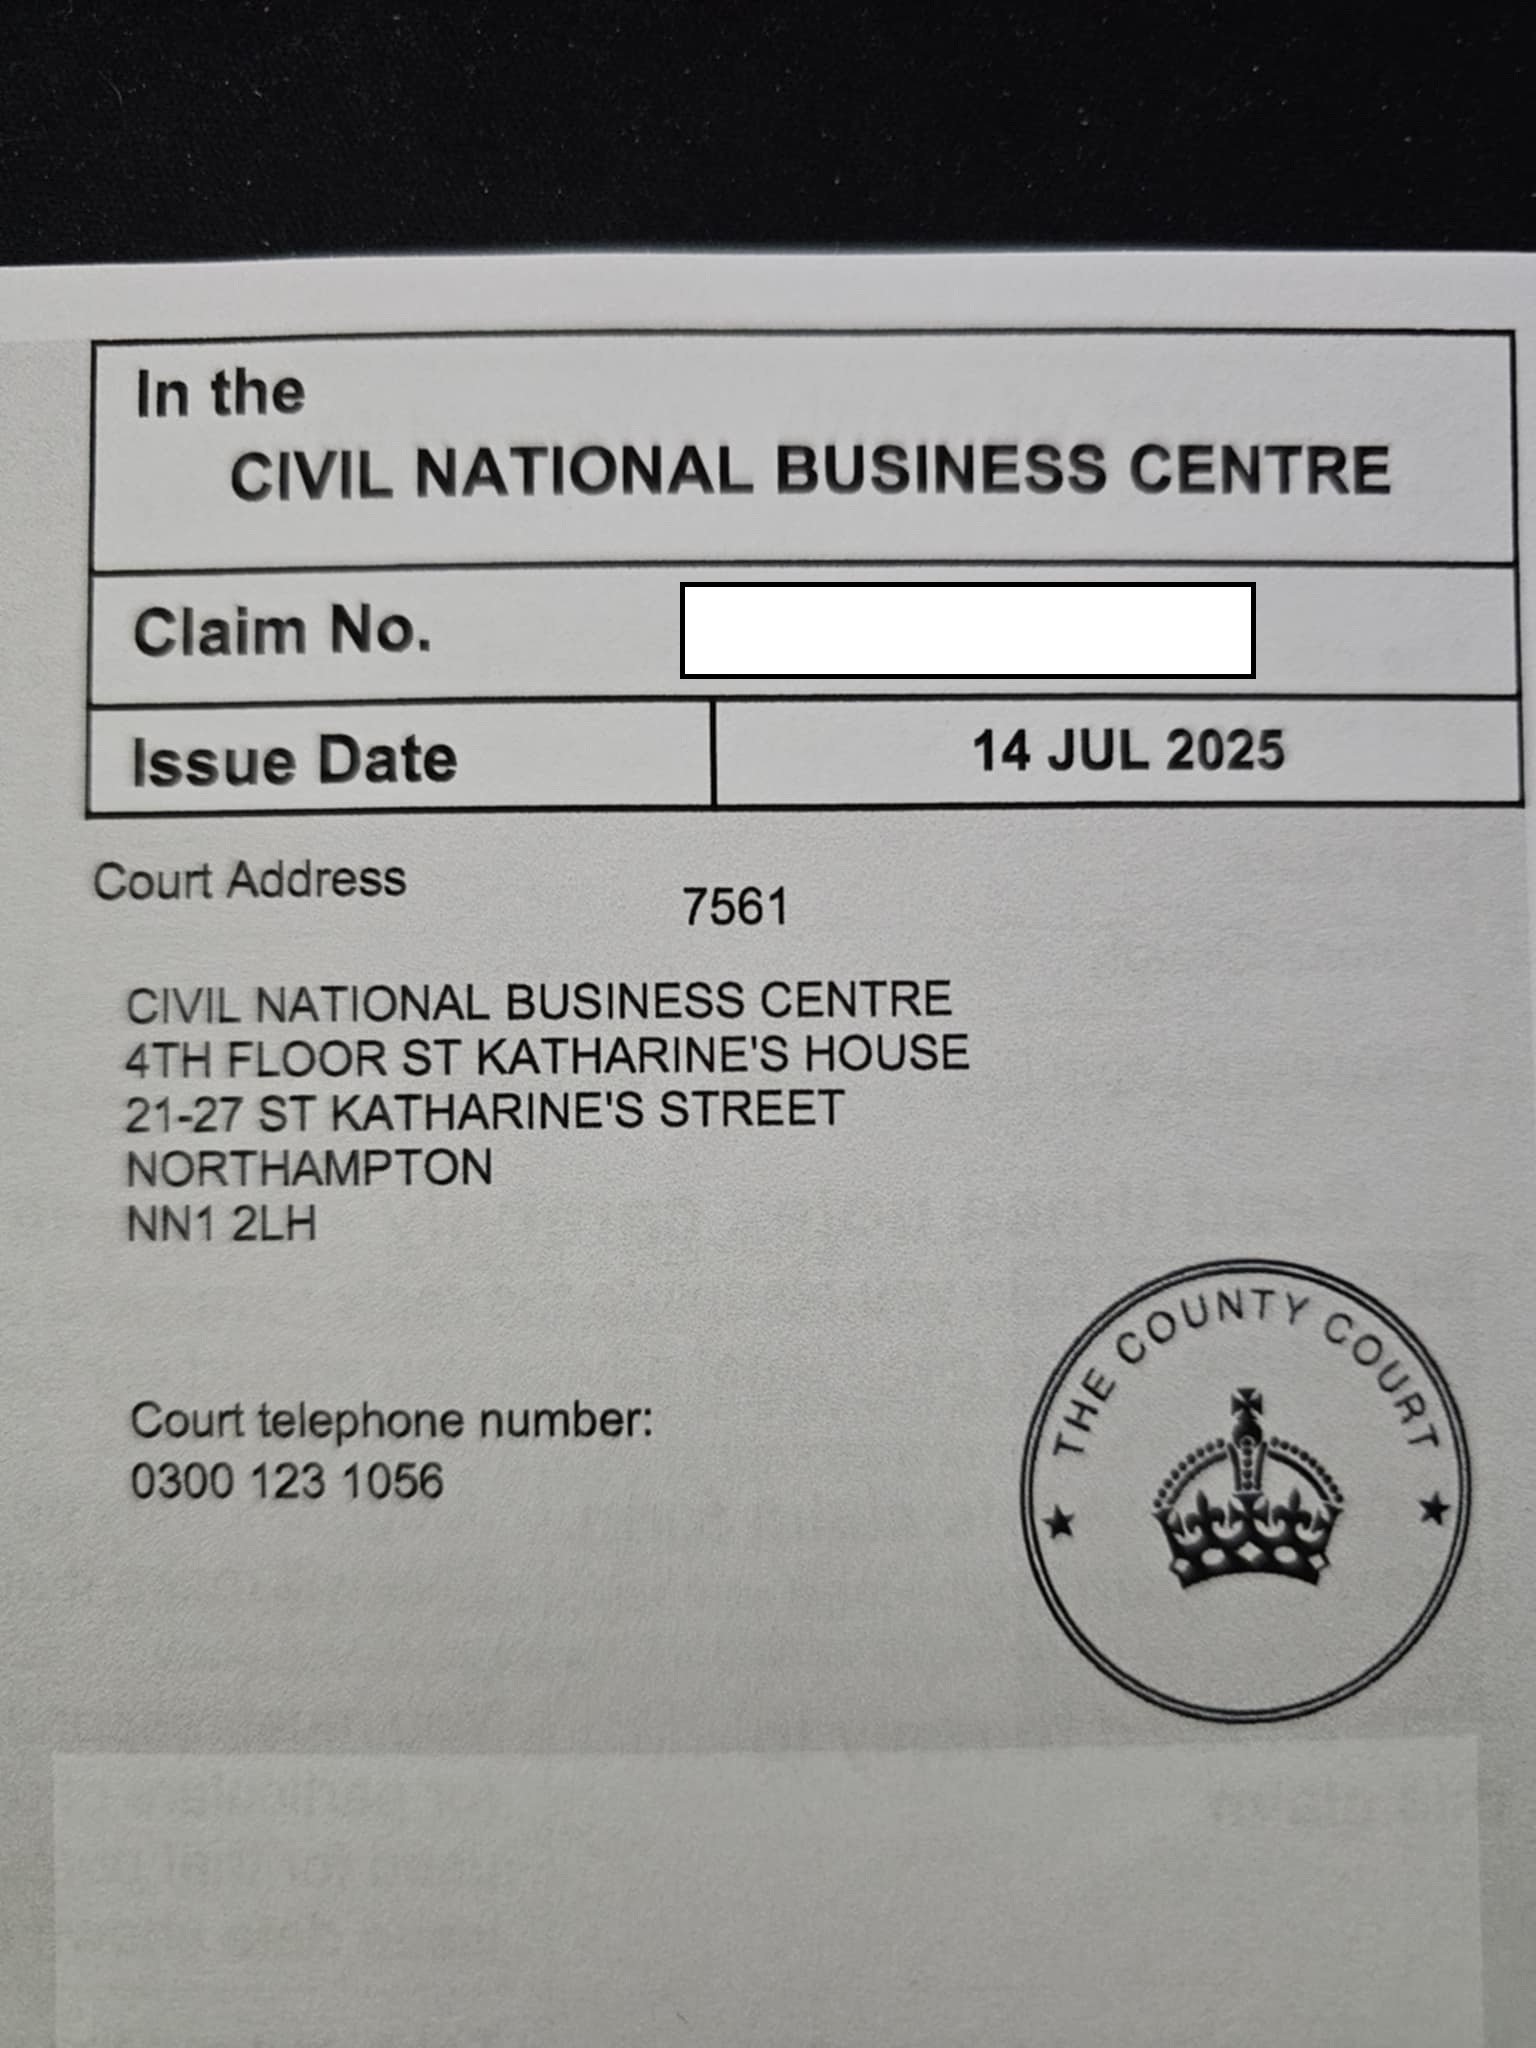 In the
CIVIL NATIONAL BUSINESS CENTRE
Claim No.
Issue Date 14 JUL 2025
Court Address
7561
CIVIL NATIONAL BUSINESS CENTRE
4TH FLOOR ST KATHARINE'S HOUSE
21-27 ST KATHARINE'S STREET
NORTHAMPTON
NN1 2LH
Court telephone number:
0300 123 1056
THE COUNTY COURT